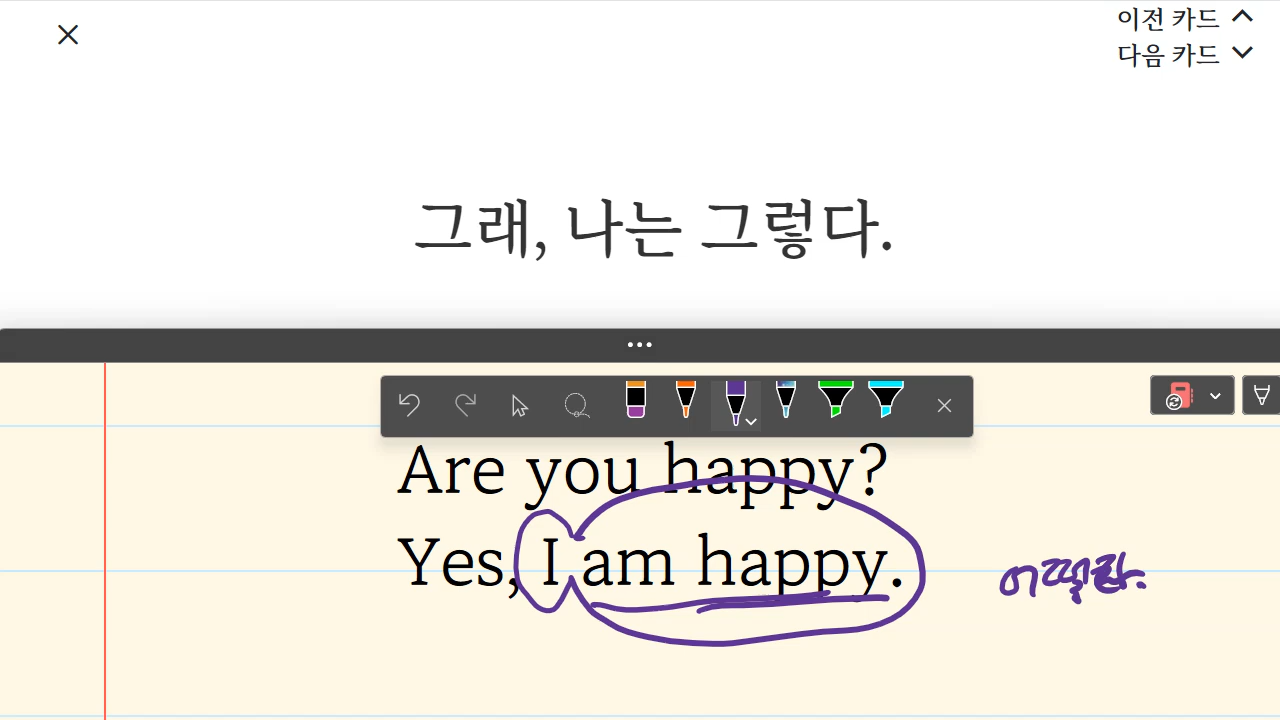 이전 카드
다음 카드
그래, 나는 그렇다.
Are you happy?
Yes, I am happy.